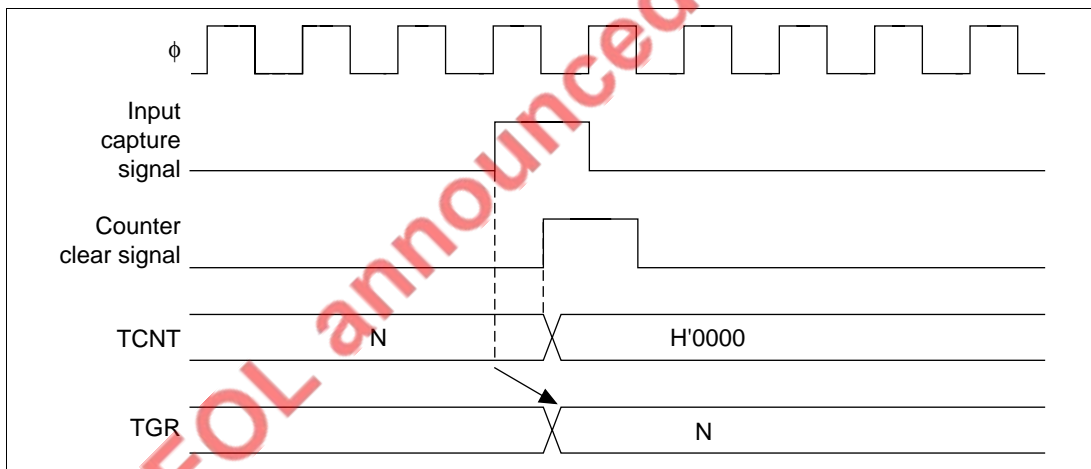 φ
Input
capture
signal
Counter
clear signal
TCNT
N
H'0000
TGR
N
EOL announced